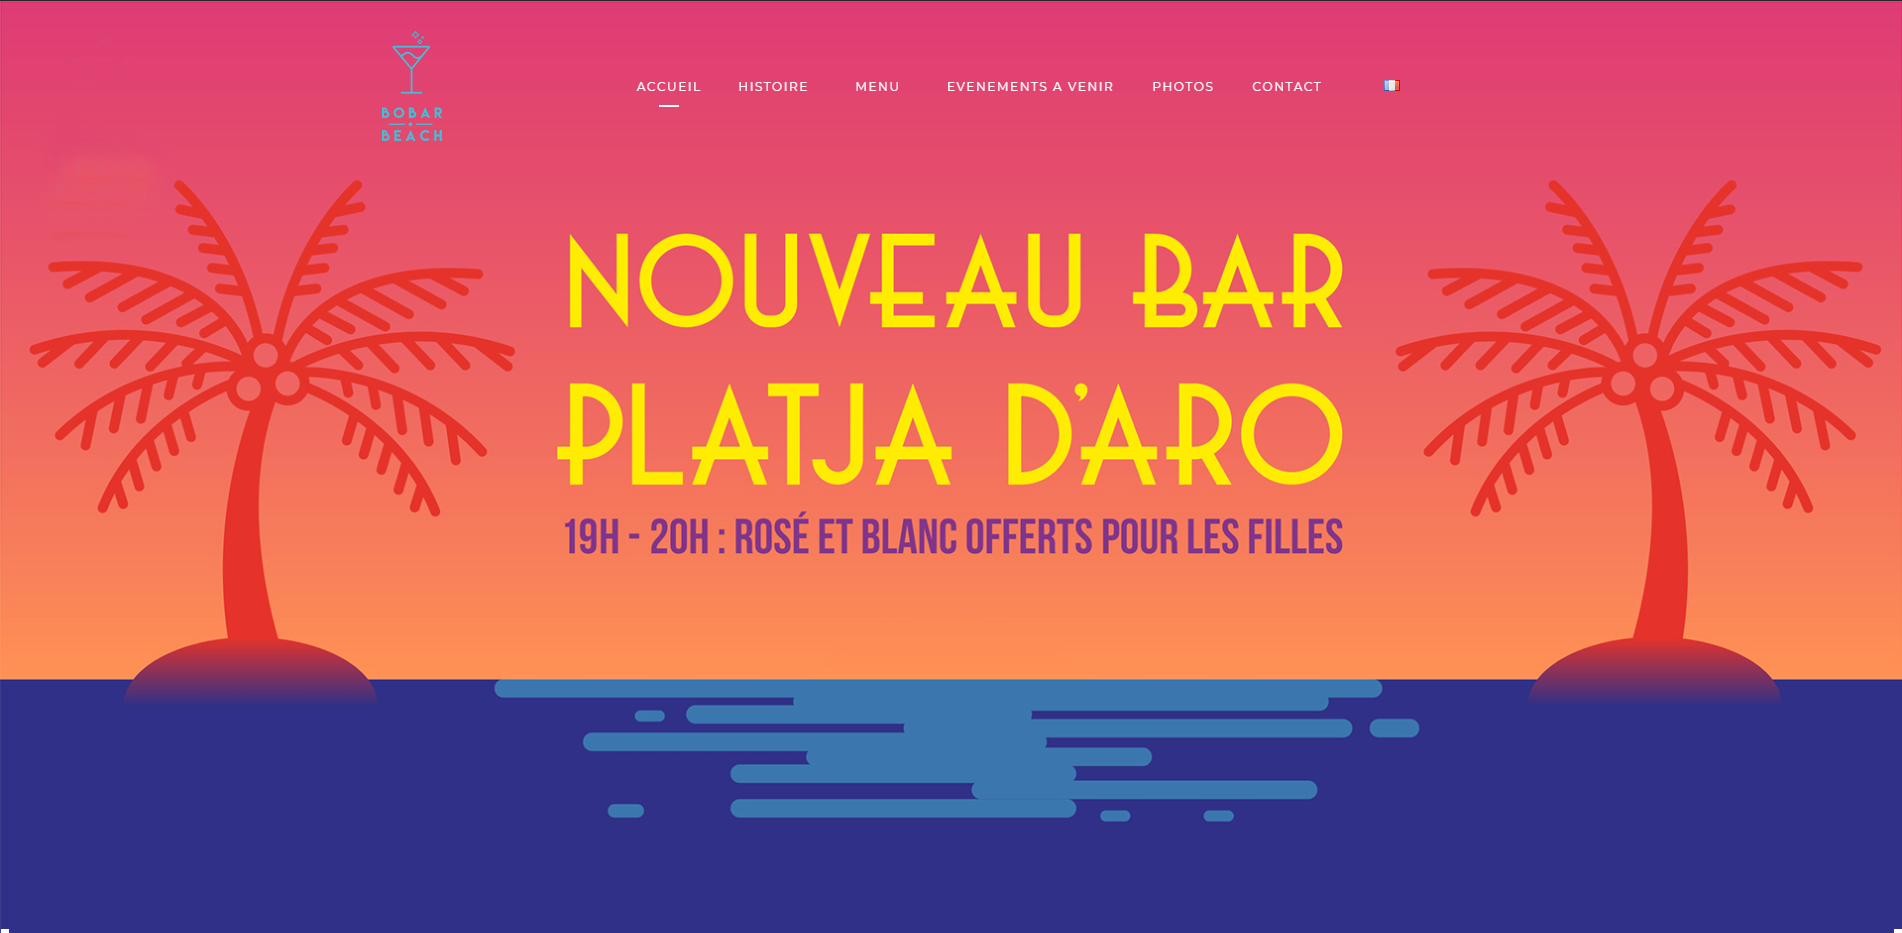 BOBAR
BEACH
ACCUEIL HISTOIRE MENU EVENEMENTS A VENIR PHOTOS CONTACT
NOUVEAU BAR
PLATJA D'ARO
19H - 20H : ROSÉ ET BLANC OFFERTS POUR LES FILLES